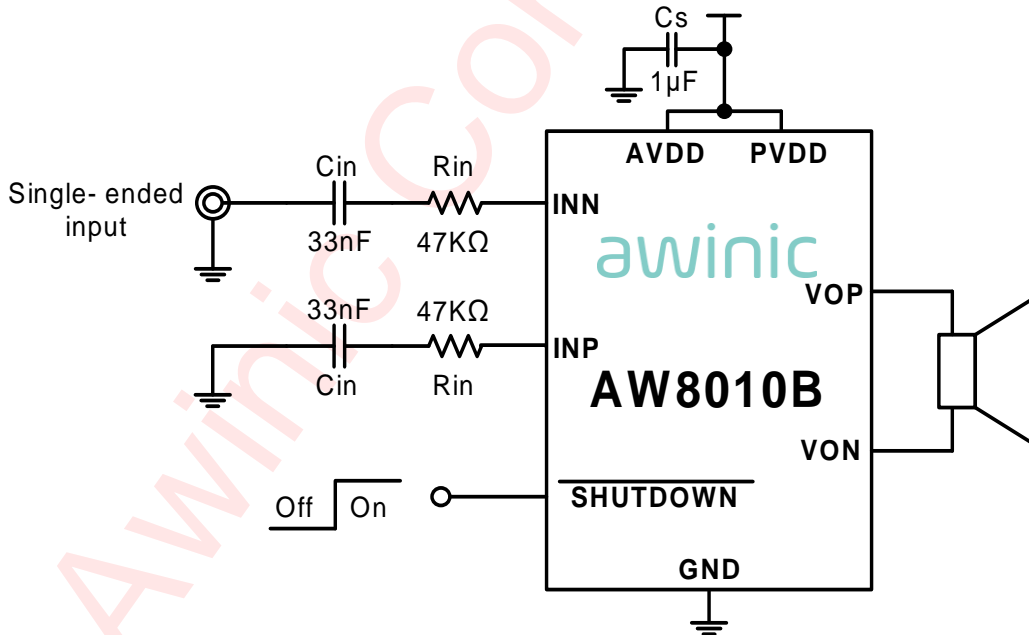 Cs
1µF
AVDD PVDD
Cin Rin
Single- ended
input
INN
33nF 47KΩ
awinic
VOP
33nF 47KΩ
INP
Cin Rin
AW8010B
VON
Off On
SHUTDOWN
GND
Awinic Con